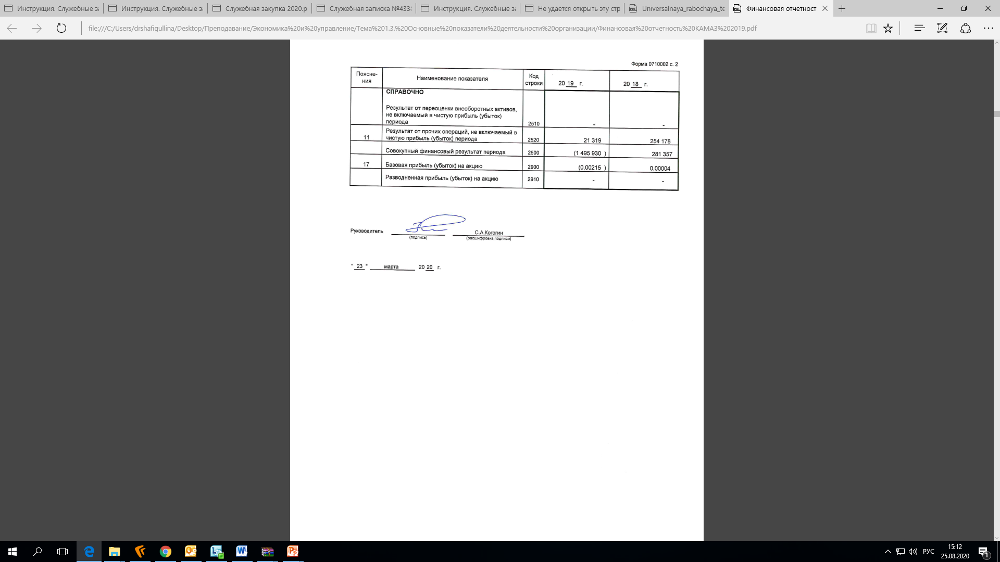 Инструкция. Служебные за
Инструкция. Служебные за
Служебная закупка 2020.p
Служебная записка №433
Инструкция. Служебные за
Не удается открыть эту стр
Universalnaya_rabochaya_te
Финансовая отчетност
file:///C:/Users/drshafigullina/Desktop/Преподавание/Экономика%20и%20управление/Тема%201.3.%20Основные%20показатели%20деятельности%20организации/Финансовая%20отчетность%20КАМАЗ%202019.pdf
Форма 0710002 с. 2
Поясне-
ния
Наименование показателя
Код
строки
20 19 г.
20 18 г.
СПРАВОЧНО
Результат от переоценки внеоборотных активов,
не включаемый в чистую прибыль (убыток)
периода
2510
-
-
11
Результат от прочих операций, не включаемый в
чистую прибыль (убыток) периода
2520
21 319
254 178
Совокупный финансовый результат периода
2500
(1 495 930 )
281 357
17
Базовая прибыль (убыток) на акцию
2900
(0,00215 )
0,00004
Разводненная прибыль (убыток) на акцию
2910
-
-
Руководитель
(подпись)
С.А.Когогин
(расшифровка подписи)
" 23 " марта 20 20 г.
РУС
15:12
25.08.2020
1